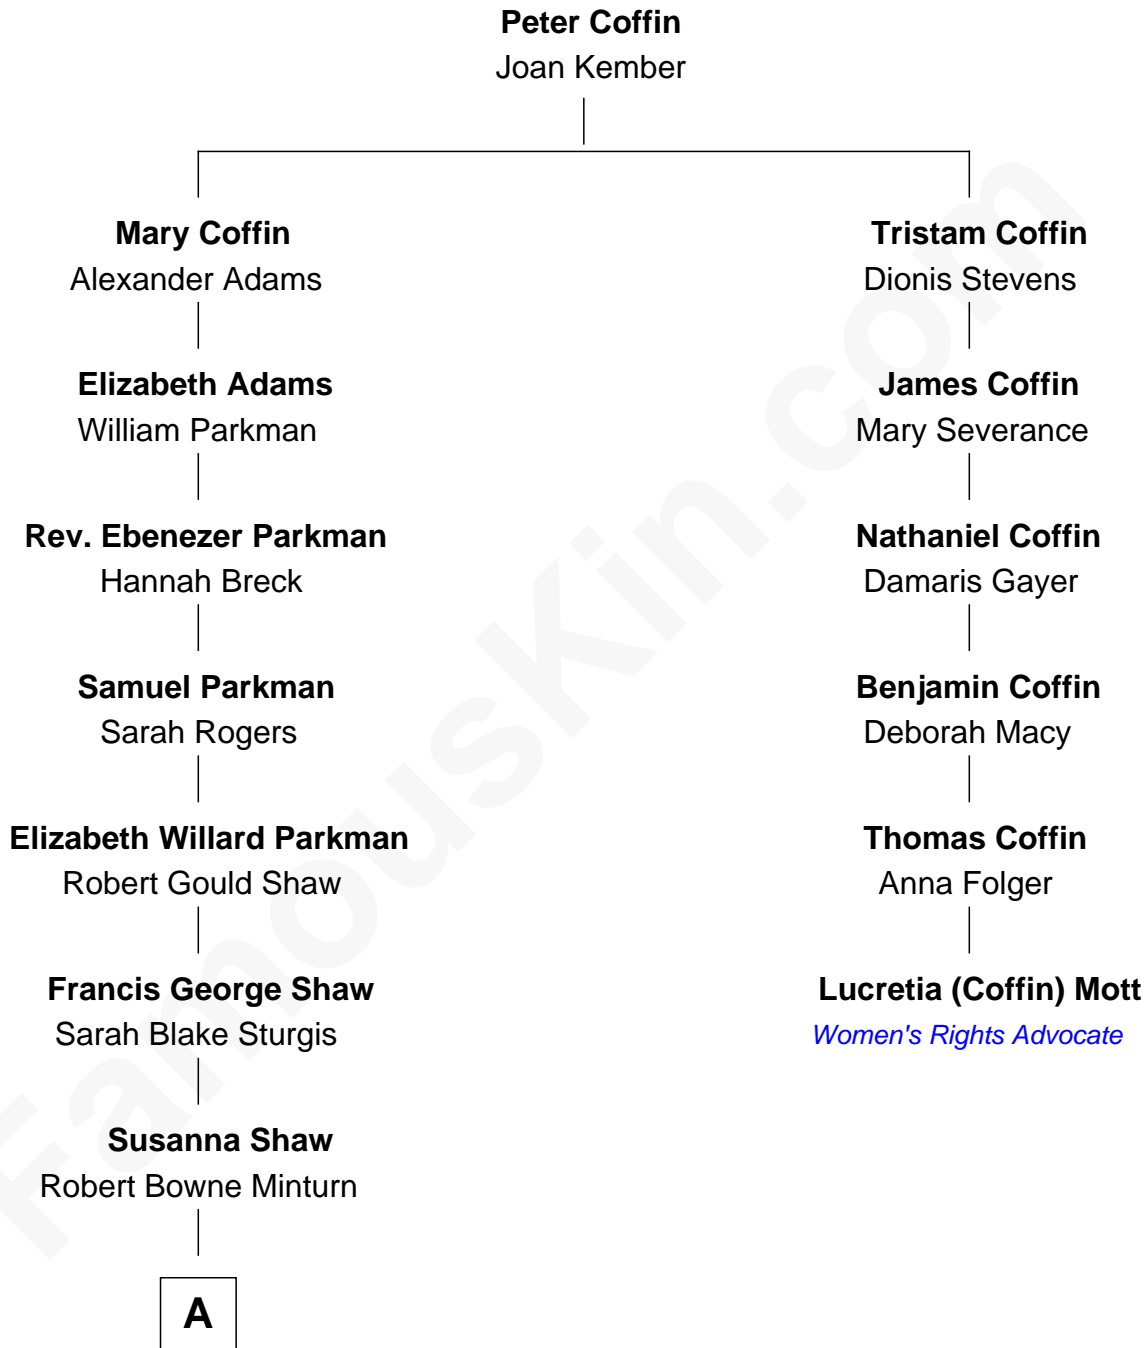 Peter Coffin
Joan Kember
Mary Coffin
Alexander Adams
Tristam Coffin
Dionis Stevens
Elizabeth Adams
William Parkman
James Coffin
Mary Severance
Rev. Ebenezer Parkman
Hannah Breck
Nathaniel Coffin
Damaris Gayer
Samuel Parkman
Sarah Rogers
Benjamin Coffin
Deborah Macy
Elizabeth Willard Parkman
Robert Gould Shaw
Thomas Coffin
Anna Folger
Francis George Shaw
Sarah Blake Sturgis
Lucretia (Coffin) Mott
Women's Rights Advocate
Susanna Shaw
Robert Bowne Minturn
A
FamousKin.com